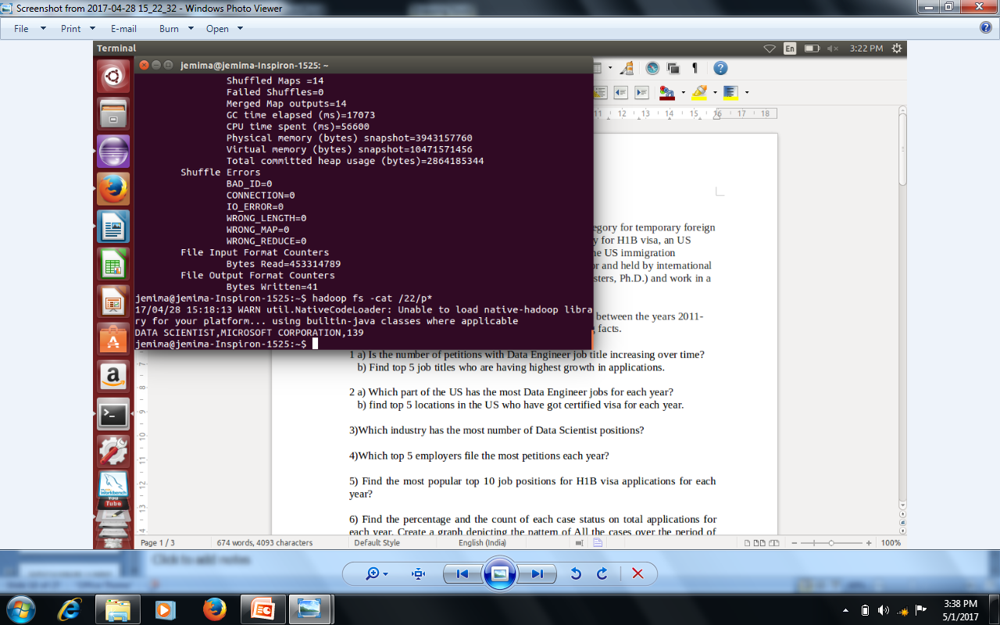 Screenshot from 2017-04-28 15_22_32 - Windows Photo Viewer
File Print E-mail Burn Open
Terminal En 3:22 PM
jemima@jemima-Inspiron-1525: ~
Shuffled Maps =14
Failed Shuffles=0
Merged Map outputs=14
GC time elapsed (ms)=17073
CPU time spent (ms)=56600
Physical memory (bytes) snapshot=3943157760
Virtual memory (bytes) snapshot=10471571456
Total committed heap usage (bytes)=2864185344
Shuffle Errors
BAD_ID=0
CONNECTION=0
IO_ERROR=0
WRONG_LENGTH=0
WRONG_MAP=0
WRONG_REDUCE=0
File Input Format Counters
Bytes Read=453314789
File Output Format Counters
Bytes Written=41
jemima@jemima-Inspiron-1525:~$ hadoop fs -cat /22/p*
17/04/28 15:18:13 WARN util.NativeCodeLoader: Unable to load native-hadoop libra
ry for your platform... using builtin-java classes where applicable
DATA SCIENTIST,MICROSOFT CORPORATION,139
jemima@jemima-Inspiron-1525:~$
11 12 13 14 15 16 17 18
egory for temporary foreign
y for H1B visa, an US
he US immigration
or and held by international
sters, Ph.D.) and work in a
between the years 2011-
facts.
1 a) Is the number of petitions with Data Engineer job title increasing over time?
b) Find top 5 job titles who are having highest growth in applications.
2 a) Which part of the US has the most Data Engineer jobs for each year?
b) find top 5 locations in the US who have got certified visa for each year.
3)Which industry has the most number of Data Scientist positions?
4)Which top 5 employers file the most petitions each year?
5) Find the most popular top 10 job positions for H1B visa applications for each
year?
6) Find the percentage and the count of each case status on total applications for
each year. Create a graph depicting the pattern of All the cases over the period of
7 8 9 10 11 12 13
MySQL
Workbench
You
Tube
Page 1 / 3 674 words, 4093 characters Default Style English (India) 100%
Click to add notes
3:38 PM
5/1/2017